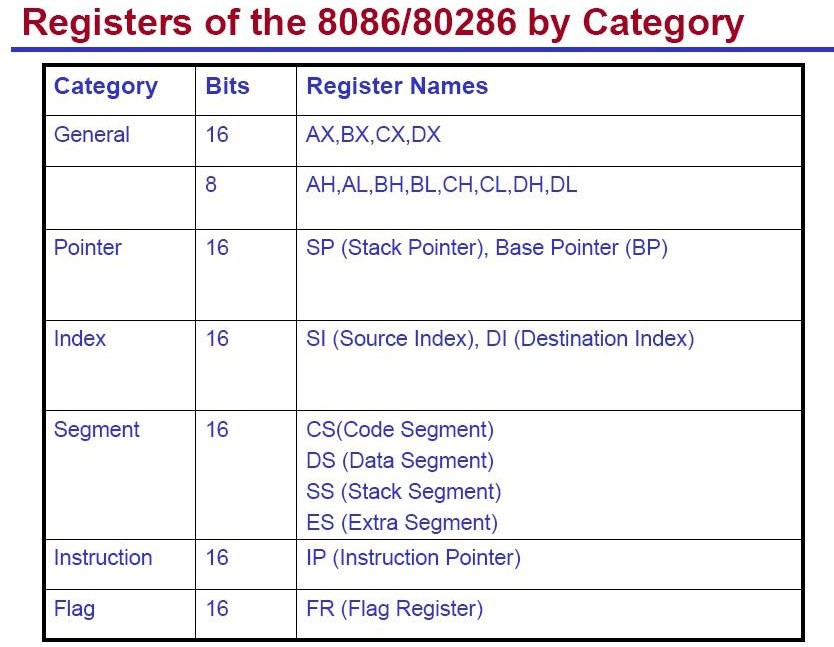 Registers of the 8086/80286 by Category
Category Bits Register Names
General 16 AX,BX,CX,DX
8 AH,AL,BH,BL,CH,CL,DH,DL
Pointer 16 SP (Stack Pointer), Base Pointer (BP)
Index 16 SI (Source Index), DI (Destination Index)
Segment 16 CS(Code Segment)
DS (Data Segment)
SS (Stack Segment)
ES (Extra Segment)
Instruction 16 IP (Instruction Pointer)
Flag 16 FR (Flag Register)